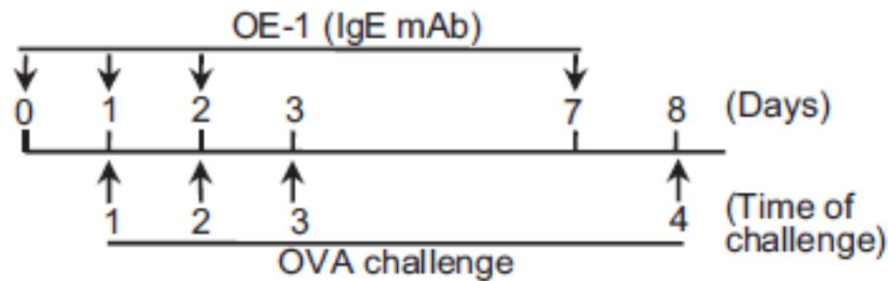 OE-1 (IgE mAb)
0 1 2 3 7 8 (Days)
1 2 3 4 (Time of
challenge)
OVA challenge